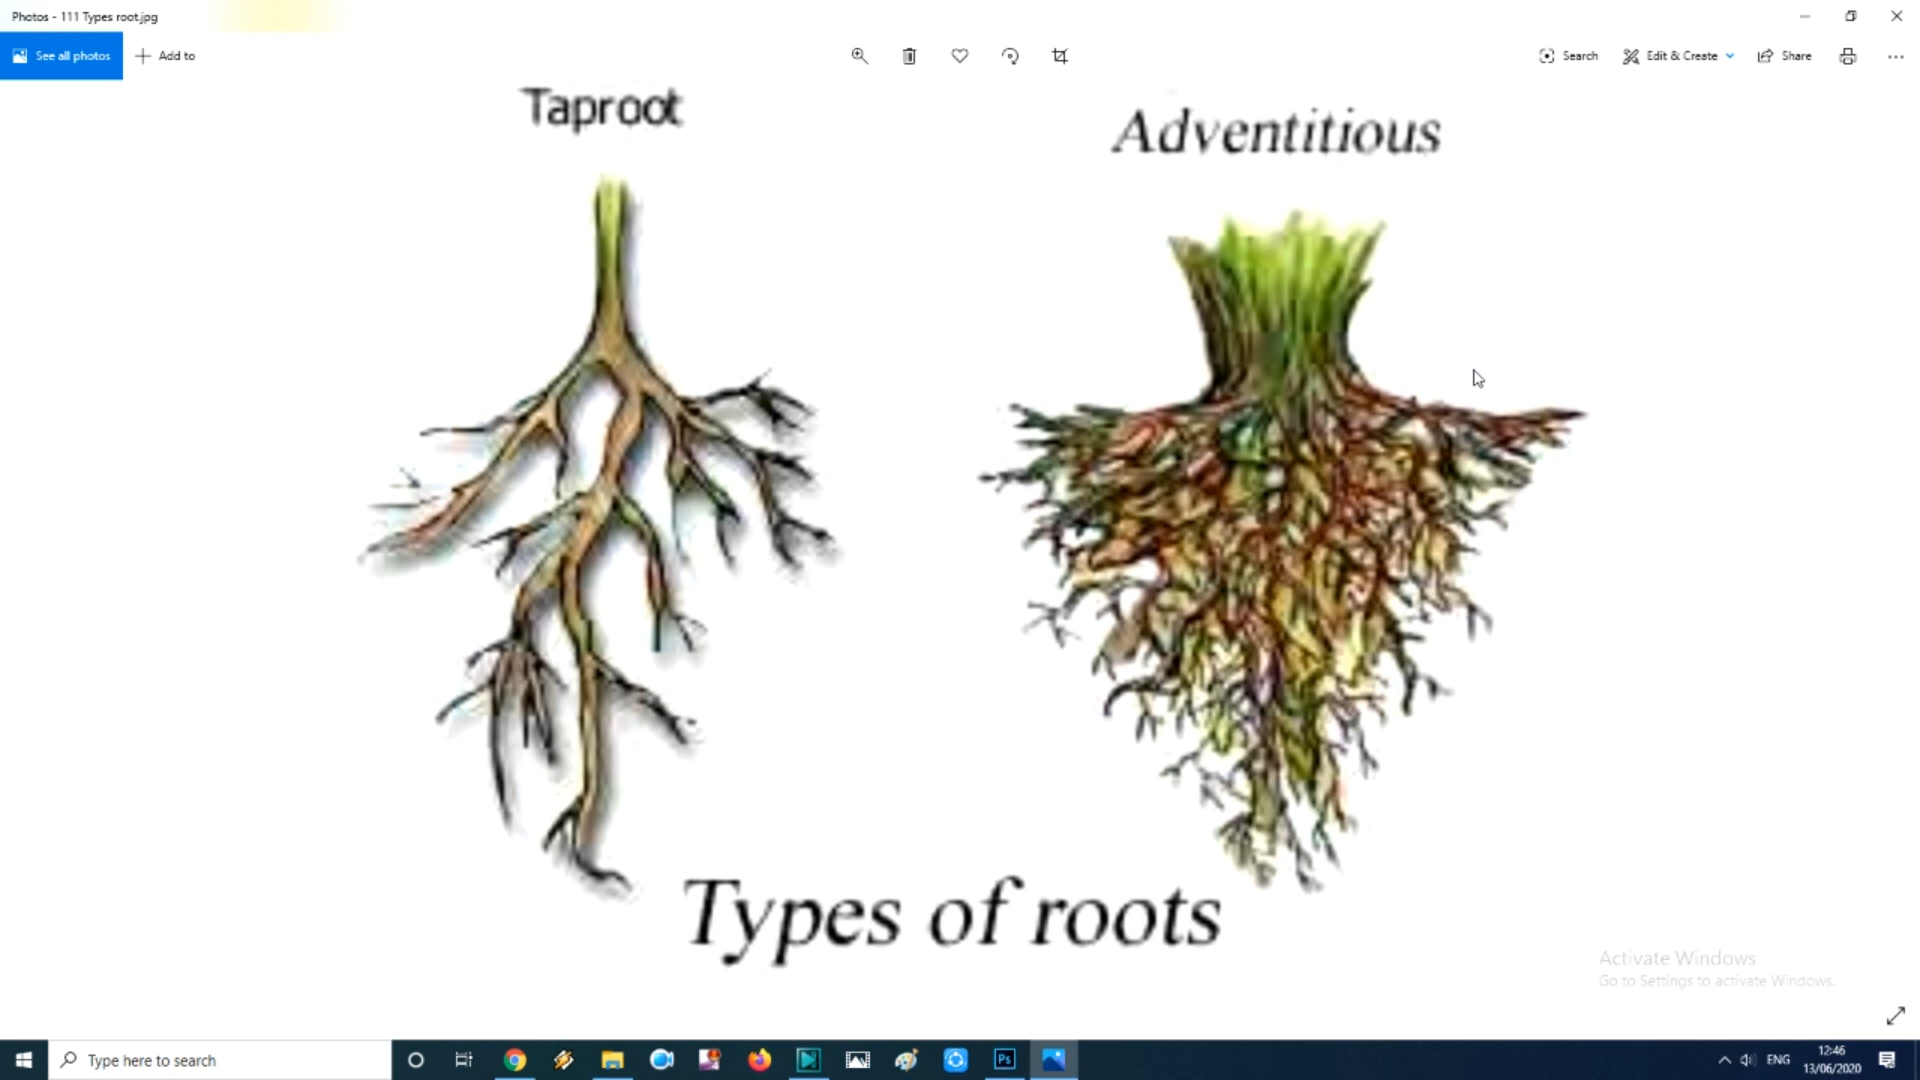 Photos - 111 Types root.jpg
See all photos
Add to
Search
Edit & Create
Share
Taproot
Adventitious
Types of roots
Activate Windows
Go to Settings to activate Windows.
Type here to search
Ps
ENG
12:46
13/06/2020